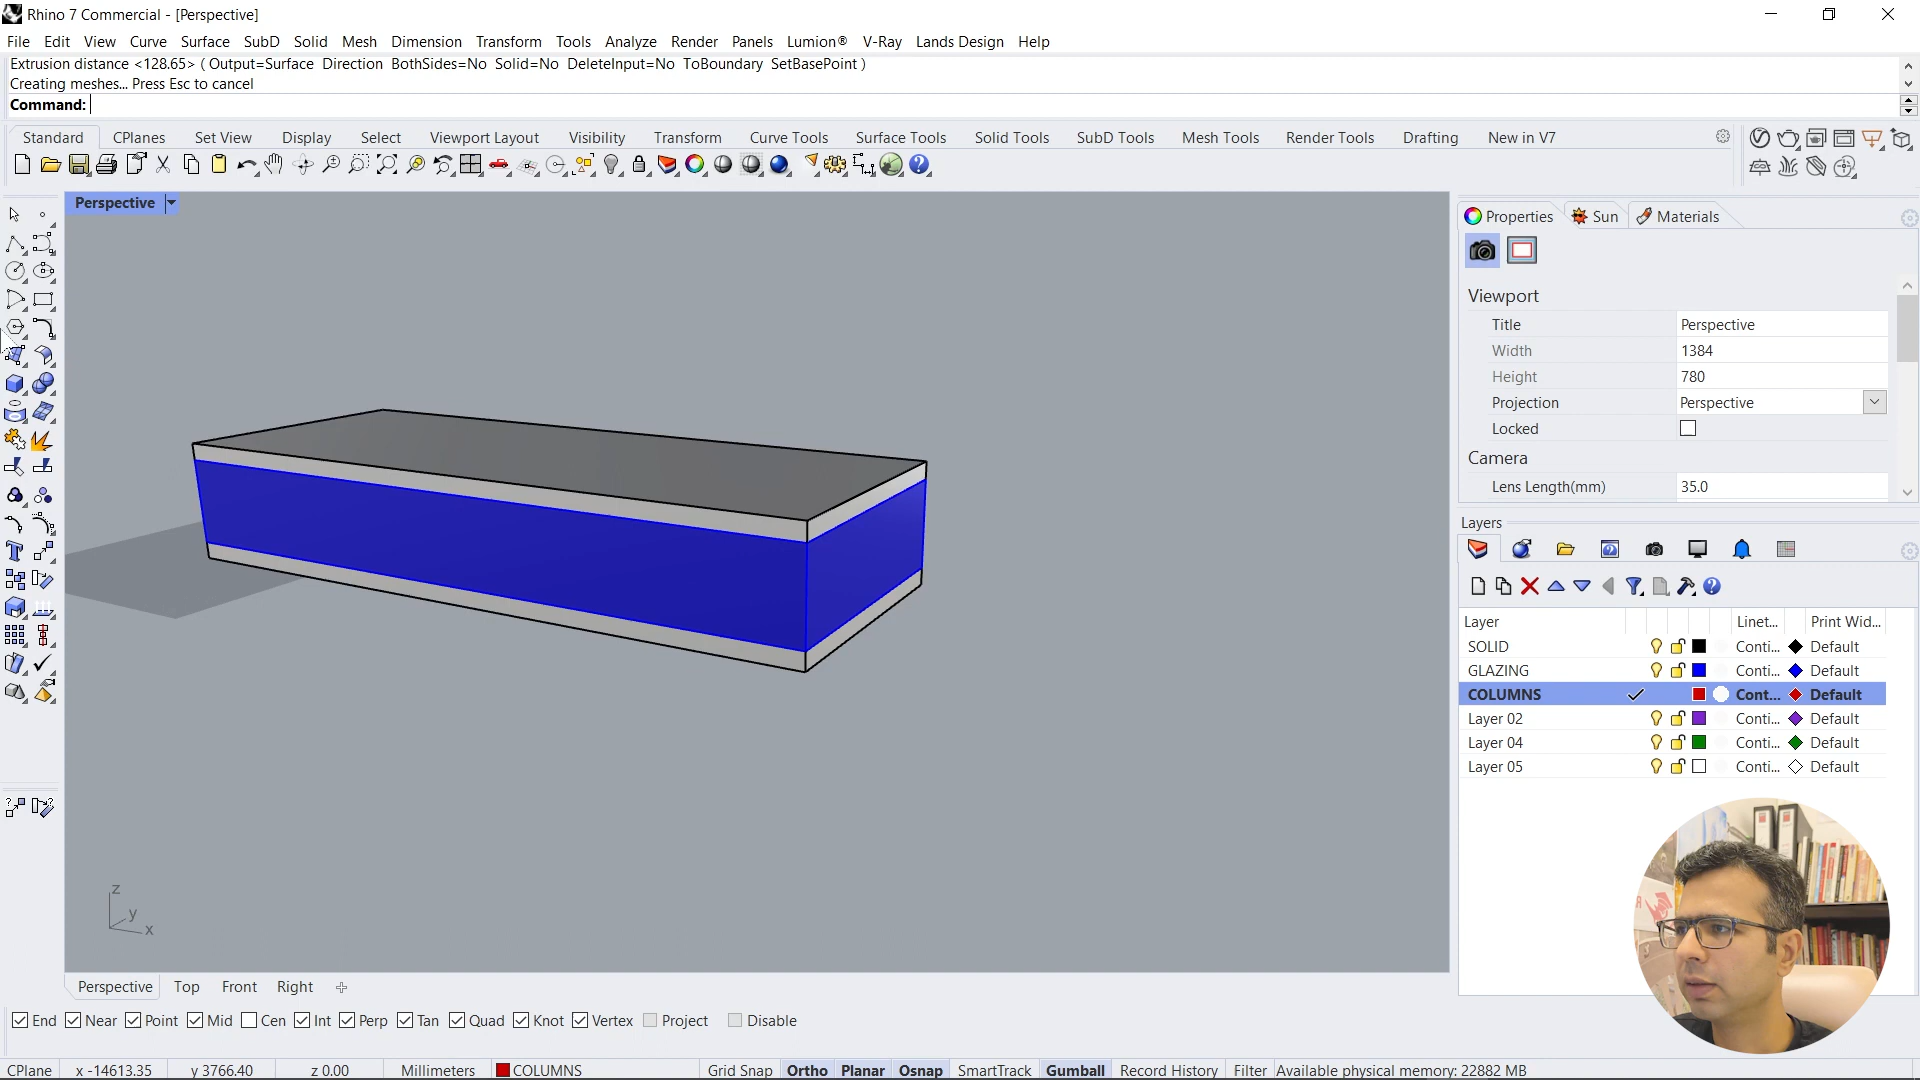 Rhino 7 Commercial - [Perspective]
File Edit View Curve Surface SubD Solid Mesh Dimension Transform Tools Analyze Render Panels Lumion® V-Ray Lands Design Help
Extrusion distance <128.65> ( Output=Surface Direction BothSides=No Solid=No DeleteInput=No ToBoundary SetBasePoint )
Creating meshes... Press Esc to cancel
Command:
Standard CPlanes Set View Display Select Viewport Layout Visibility Transform Curve Tools Surface Tools Solid Tools SubD Tools Mesh Tools Render Tools Drafting New in V7
Perspective
Properties Sun Materials
Viewport
Title Perspective
Width 1384
Height 780
Projection Perspective
Locked
Camera
Lens Length(mm) 35.0
Layers
Layer Linet... Print Wid...
SOLID Conti... Default
GLAZING Conti... Default
COLUMNS Cont... Default
Layer 02 Conti... Default
Layer 04 Conti... Default
Layer 05 Conti... Default
z
y
x
Perspective Top Front Right
End Near Point Mid Cen Int Perp Tan Quad Knot Vertex Project Disable
CPlane x -14613.35 y 3766.40 z 0.00 Millimeters COLUMNS Grid Snap Ortho Planar Osnap SmartTrack Gumball Record History Filter Available physical memory: 22882 MB